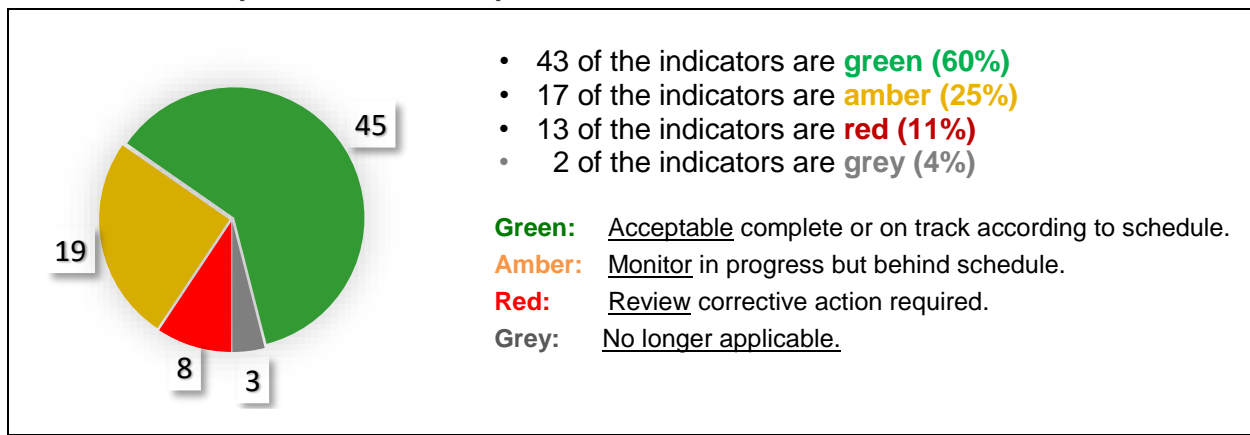 45
19
8
3
• 43 of the indicators are green (60%)
• 17 of the indicators are amber (25%)
• 13 of the indicators are red (11%)
• 2 of the indicators are grey (4%)
Green: Acceptable complete or on track according to schedule.
Amber: Monitor in progress but behind schedule.
Red: Review corrective action required.
Grey: No longer applicable.